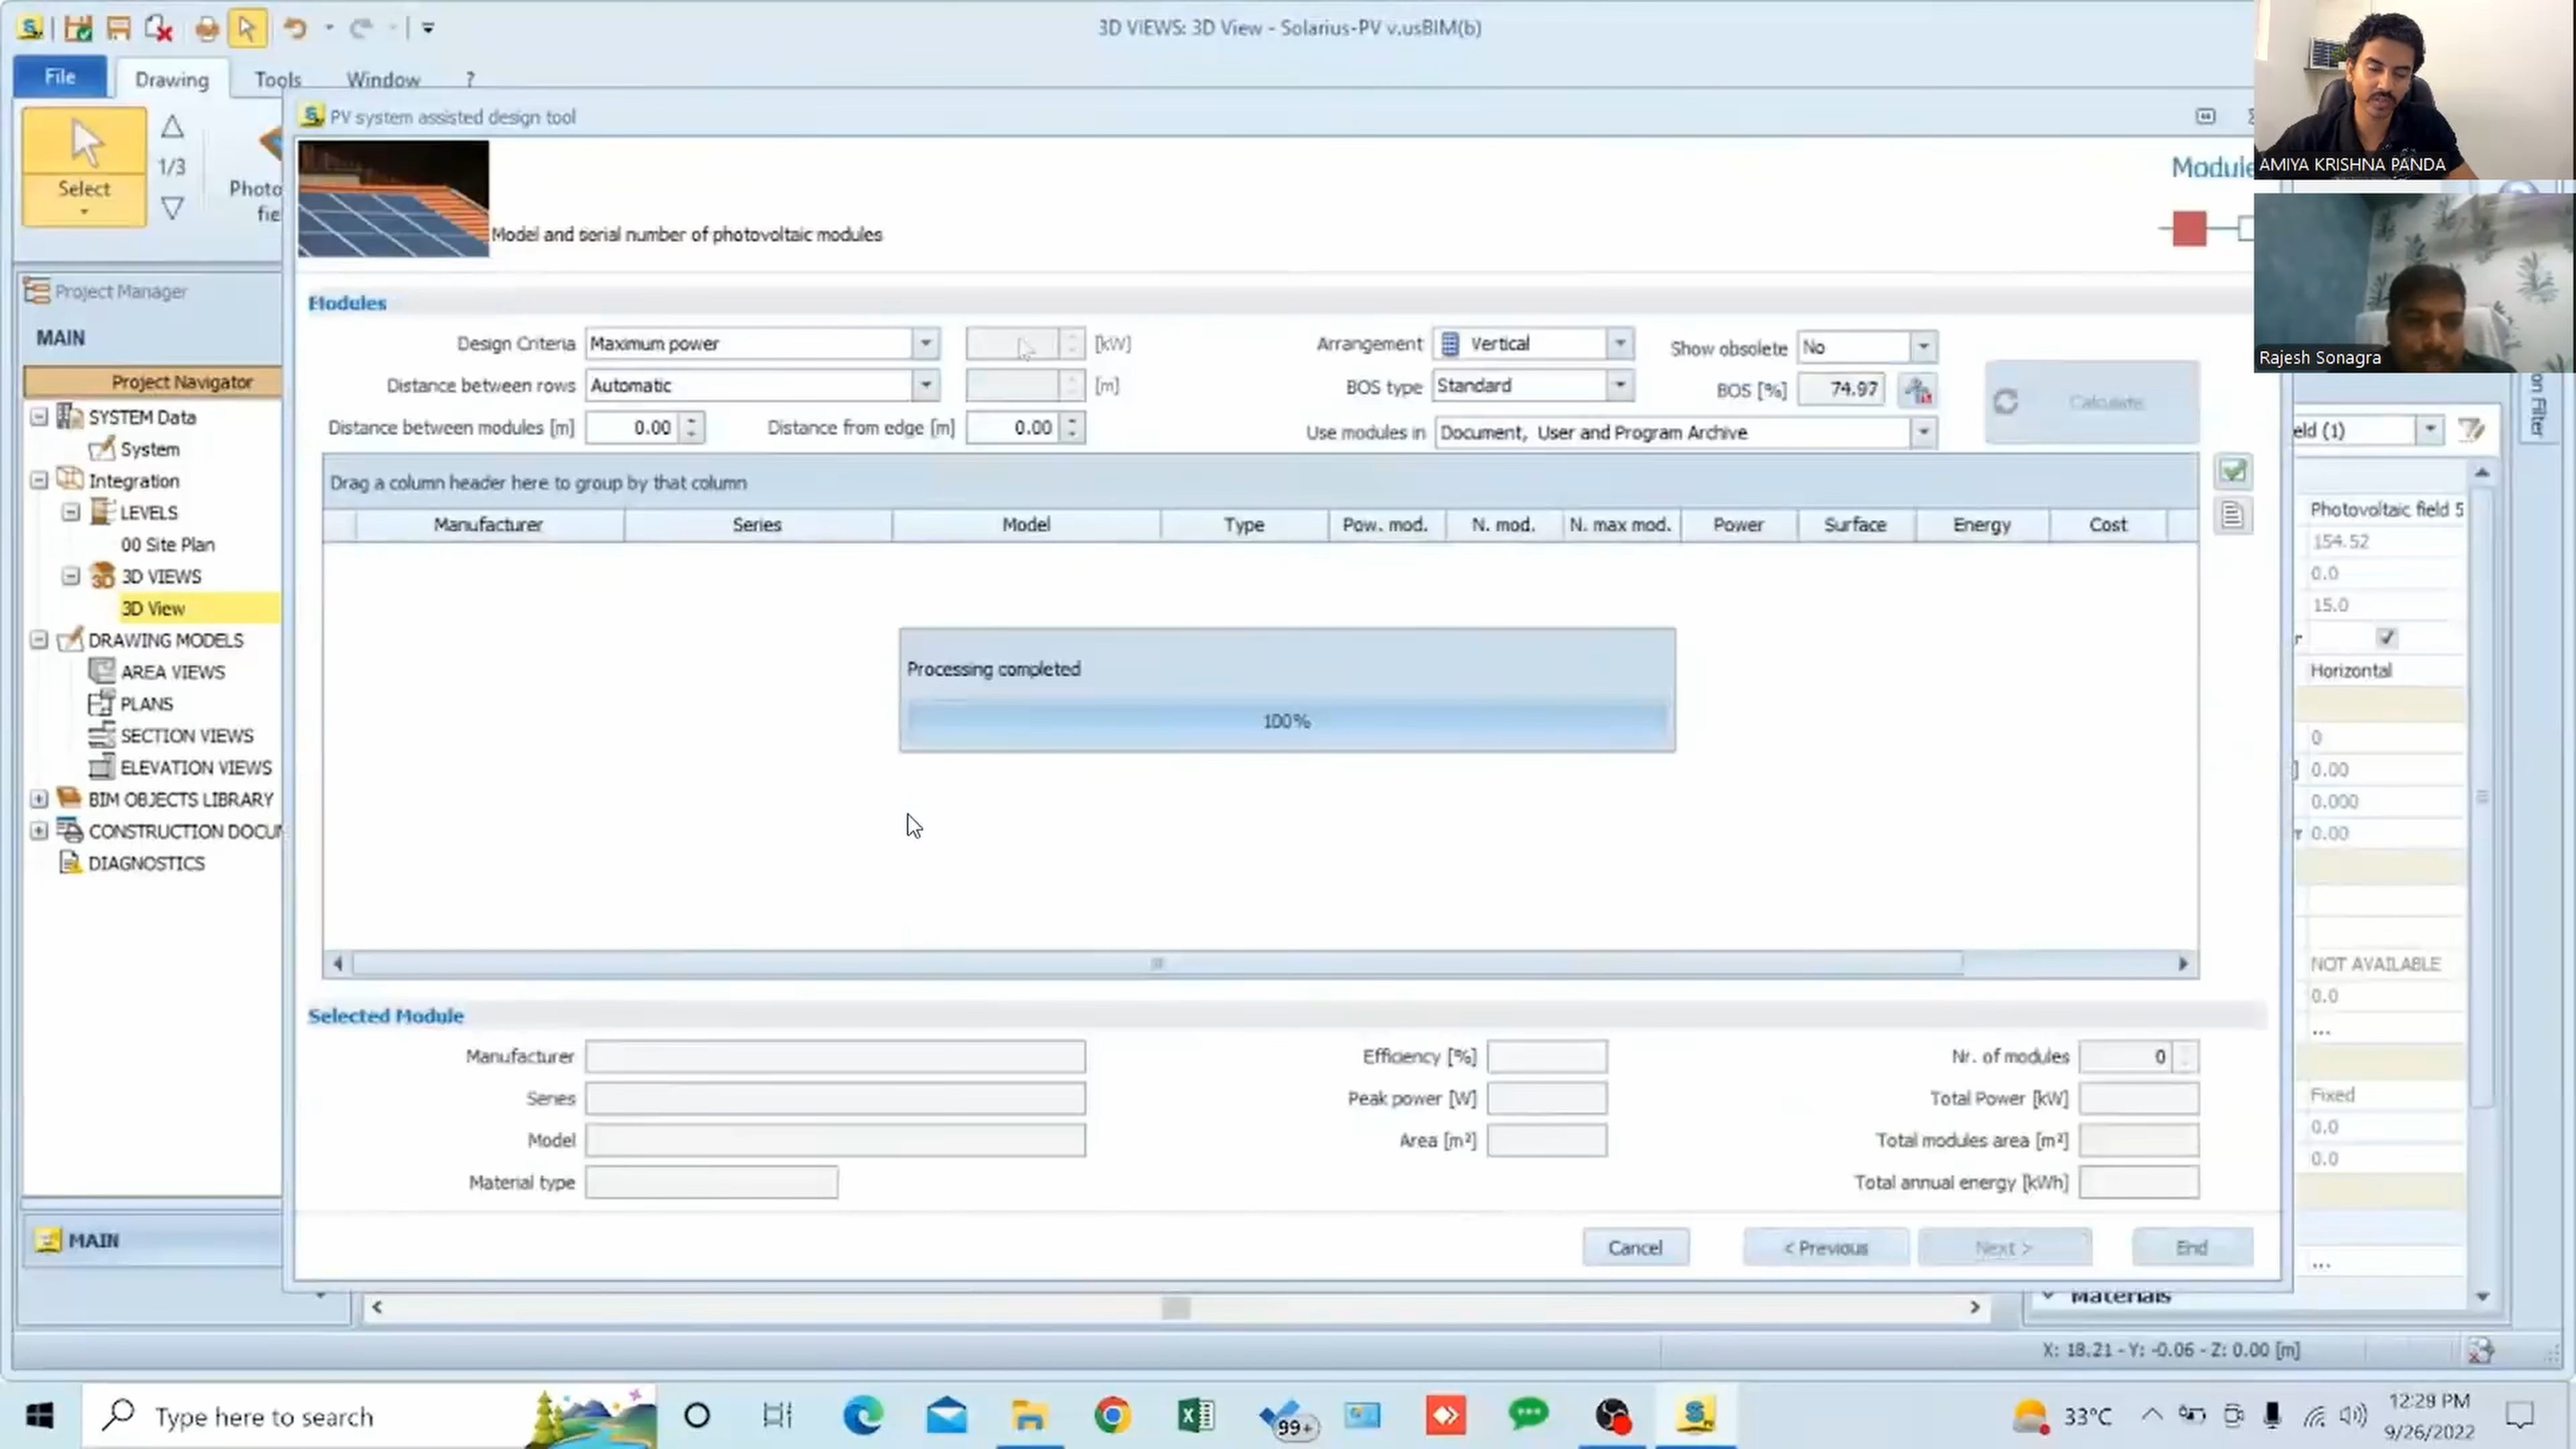 3D VIEWS: 3D View - Solarius-PV v.usBIM(b)
File
Drawing
Tools
Window
?
Select
1/3
PV system assisted design tool
Model and serial number of photovoltaic modules
AMIYA KRISHNA PANDA
Rajesh Sonagra
Project Manager
MAIN
Project Navigator
SYSTEM Data
System
Integration
LEVELS
00 Site Plan
3D VIEWS
3D View
DRAWING MODELS
AREA VIEWS
PLANS
SECTION VIEWS
ELEVATION VIEWS
BIM OBJECTS LIBRARY
CONSTRUCTION DOCU
DIAGNOSTICS
MAIN
Modules
Design Criteria Maximum power [kW] Arrangement Vertical Show obsolete No
Distance between rows Automatic [m] BOS type Standard BOS [%] 74.97 Calculate
Distance between modules [m] 0.00 Distance from edge [m] 0.00 Use modules in Document, User and Program Archive
Drag a column header here to group by that column
Manufacturer Series Model Type Pow. mod. N. mod. N. max mod. Power Surface Energy Cost
Processing completed
100%
Selected Module
Manufacturer Efficiency [%] Nr. of modules 0
Series Peak power [W] Total Power [kW]
Model Area [m²] Total modules area [m²]
Material type Total annual energy [kWh]
Cancel < Previous Next > End
eld (1)
Photovoltaic field 5
154.52
0.0
15.0
Horizontal
0
0.00
0.000
0.00
NOT AVAILABLE
0.0
...
Fixed
0.0
0.0
...
Materials
X: 18.21 - Y: -0.06 - Z: 0.00 [m]
Type here to search
99+
33°C
12:29 PM
9/26/2022